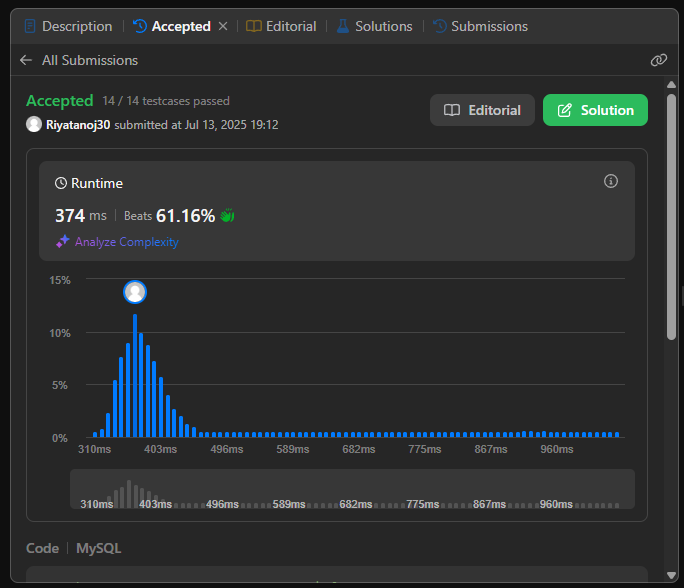 Description | Accepted × | Editorial | Solutions | Submissions
← All Submissions
Accepted 14 / 14 testcases passed
Riyatanoj30 submitted at Jul 13, 2025 19:12
Editorial
Solution
Runtime
374 ms | Beats 61.16%
Analyze Complexity
15%
10%
5%
0%
310ms 403ms 496ms 589ms 682ms 775ms 867ms 960ms
310ms 403ms 496ms 589ms 682ms 775ms 867ms 960ms
Code | MySQL